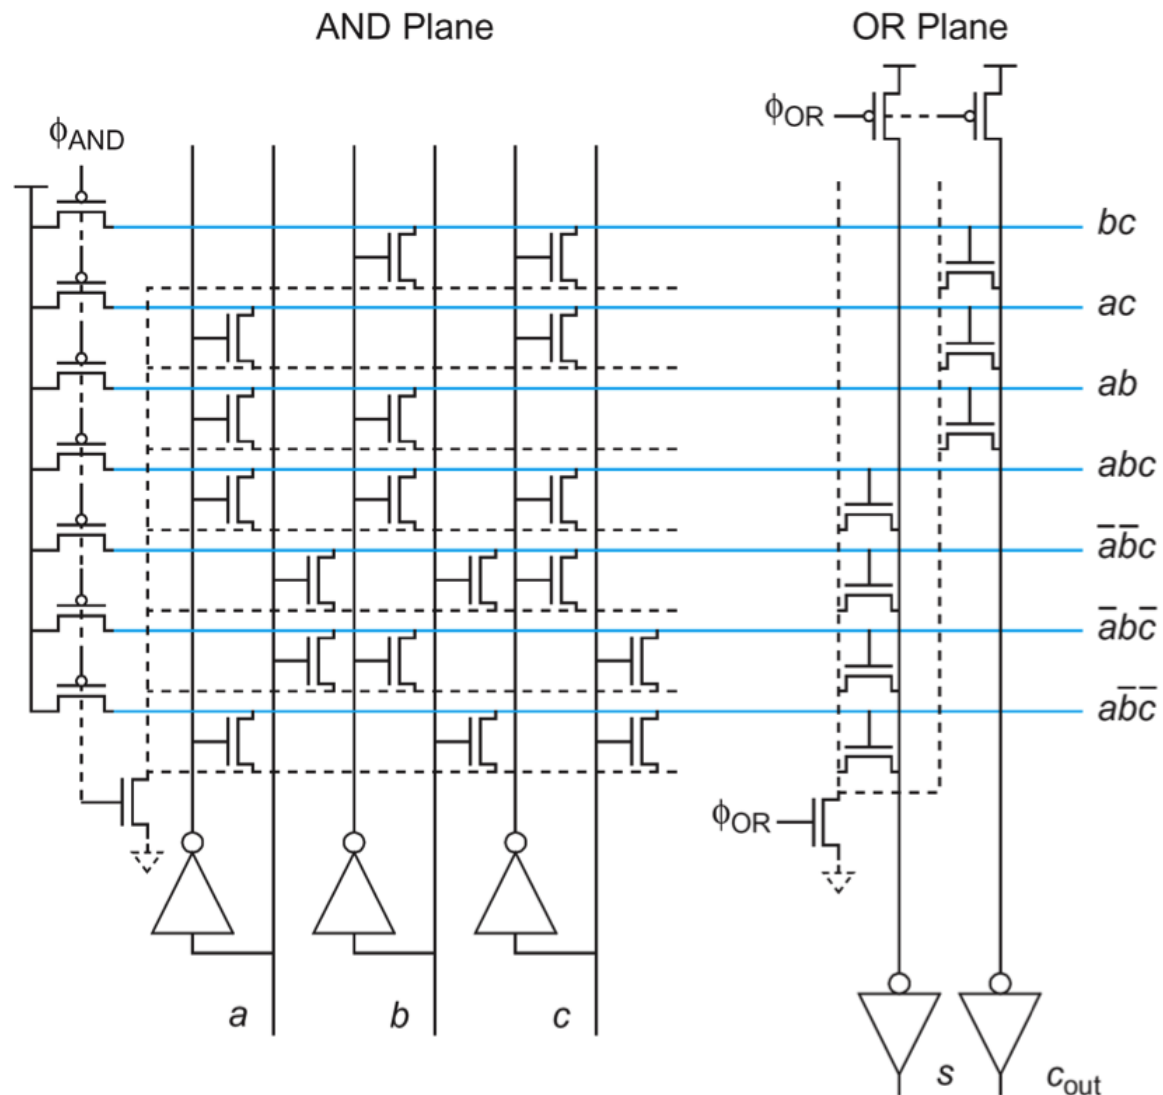 AND Plane
OR Plane
ϕOR
ϕAND
bc
ac
ab
abc
a̅b̅c
a̅bc̅
ab̅c̅
ϕOR
a
b
c
s
cout